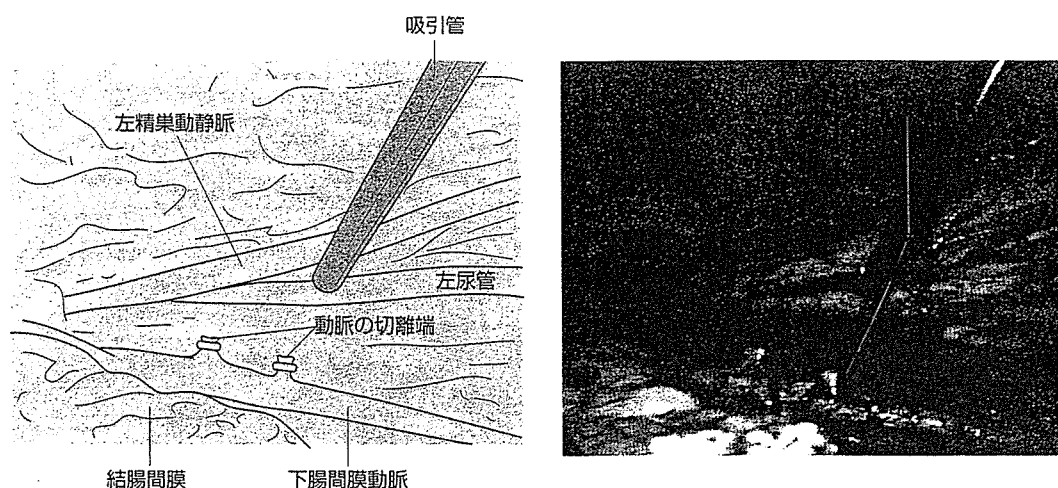 吸引管
左精巣動静脈
左尿管
動脈の切離端
結腸間膜
下腸間膜動脈